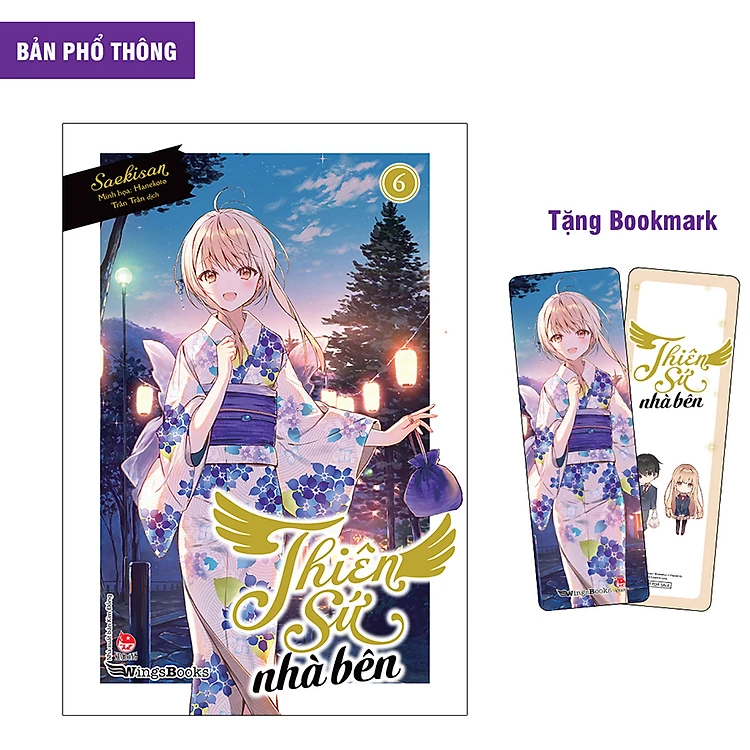 BẢN PHỔ THÔNG
Saekisan
Minh họa: Hanekoto
Trân Trân dịch
6
Thiên
Sứ
nhà bên
WingsBooks
Tặng Bookmark
Thiên
Sứ
nhà bên
WingsBooks